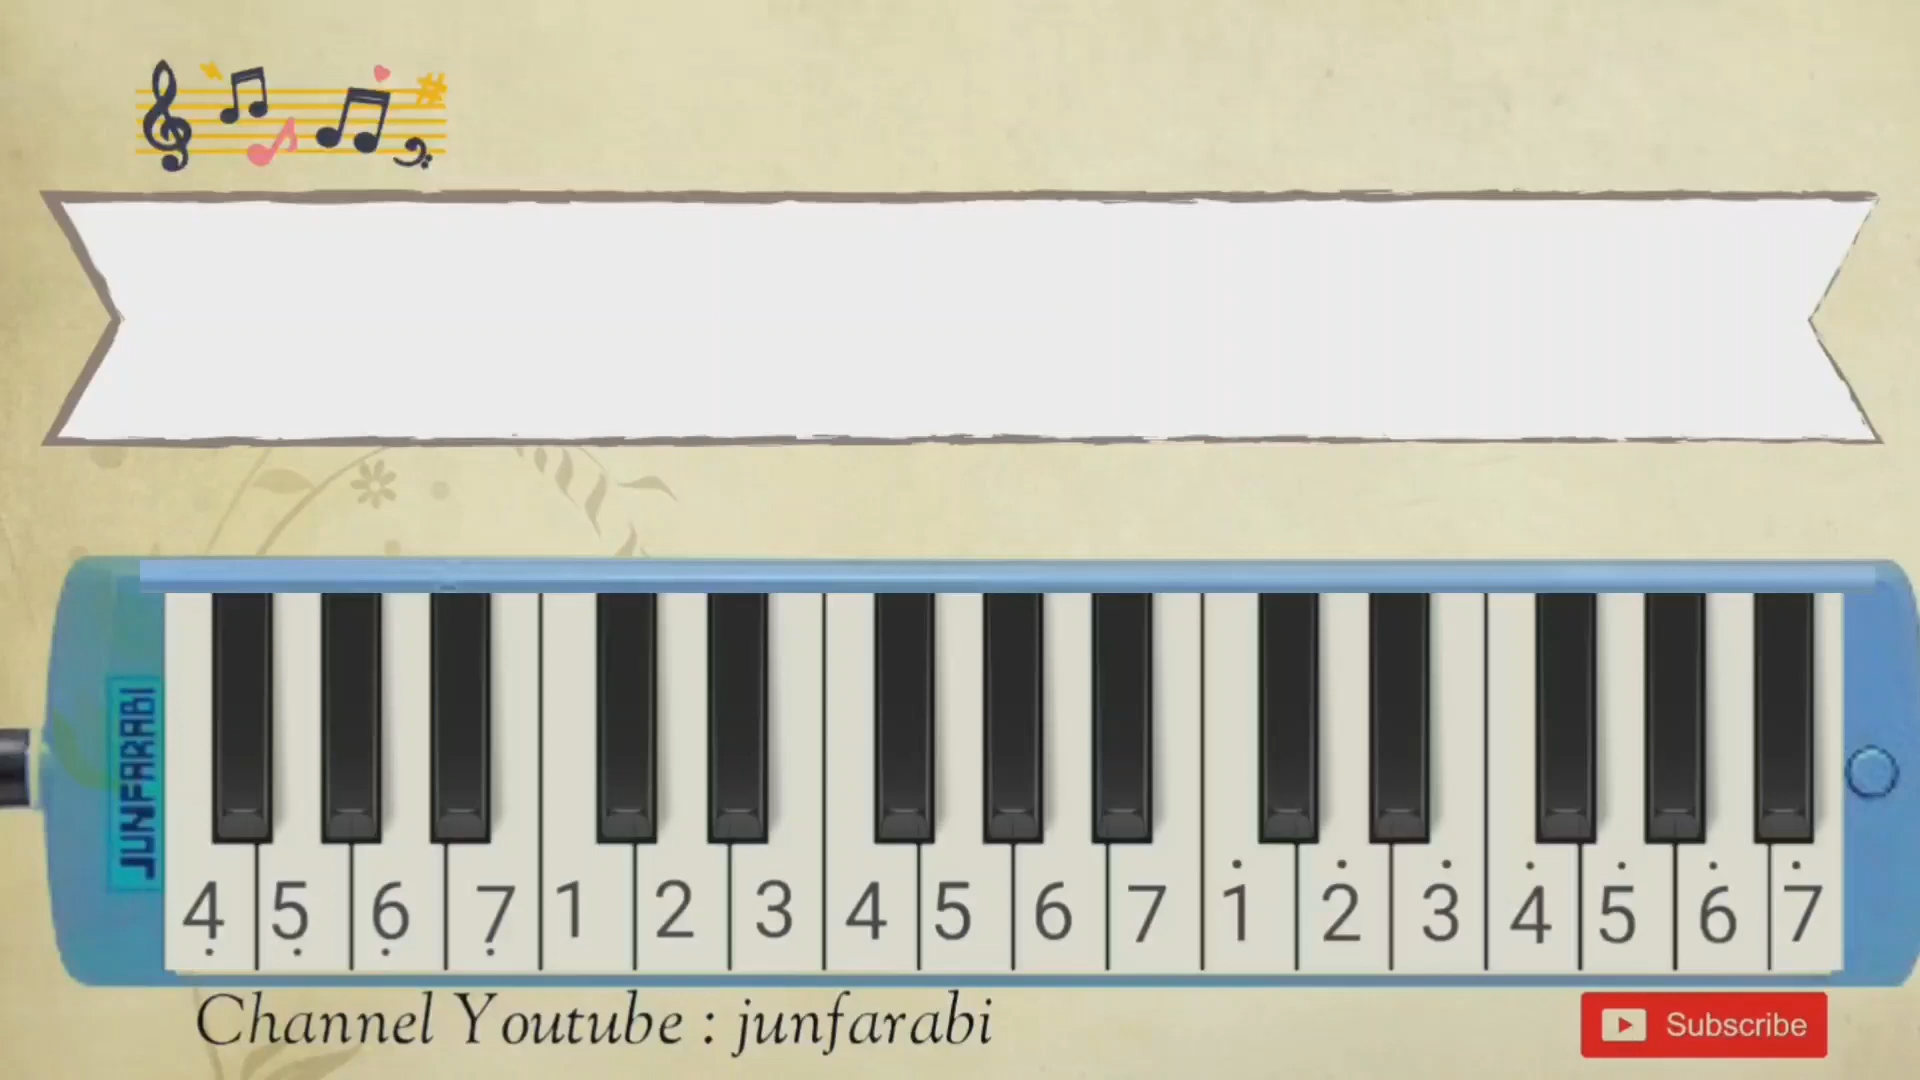 JUNFARABI
4̣ 5̣ 6̣ 7̣ 1 2 3 4 5 6 7 1̇ 2̇ 3̇ 4̇ 5̇ 6̇ 7̇
Channel Youtube : junfarabi
Subscribe